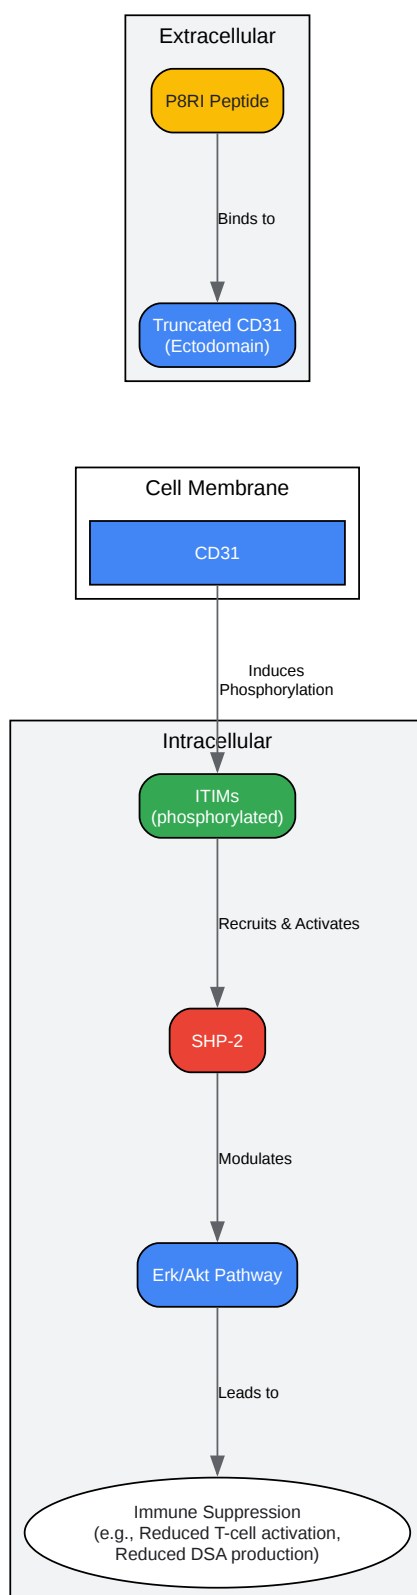 Extracellular
P8RI Peptide
Binds to
Truncated CD31
(Ectodomain)
Cell Membrane
CD31
Induces
Phosphorylation
Intracellular
ITIMs
(phosphorylated)
Recruits & Activates
SHP-2
Modulates
Erk/Akt Pathway
Leads to
Immune Suppression
(e.g., Reduced T-cell activation,
Reduced DSA production)